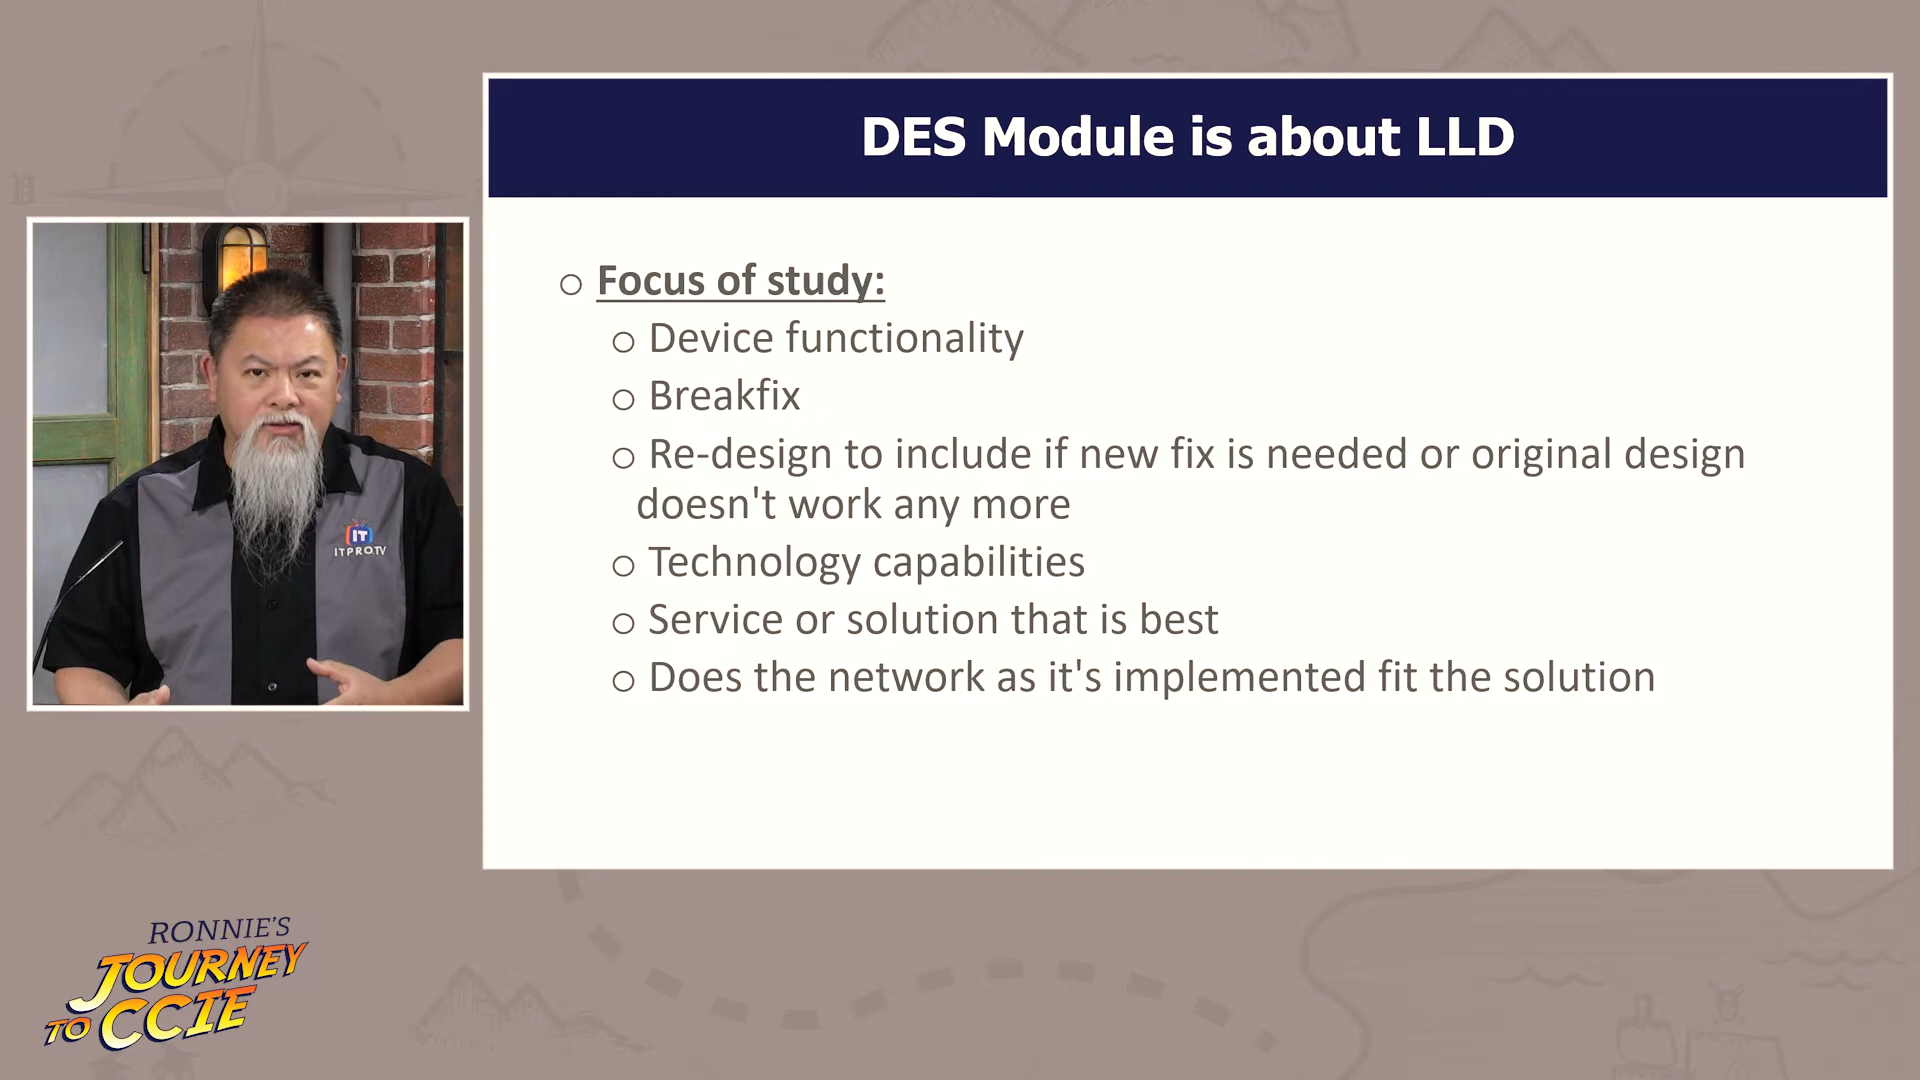 DES Module is about LLD
Focus of study:
Device functionality
Breakfix
Re-design to include if new fix is needed or original design
doesn't work any more
Technology capabilities
Service or solution that is best
Does the network as it's implemented fit the solution
IT
ITPRO.TV
RONNIE'S
JOURNEY
TO CCIE